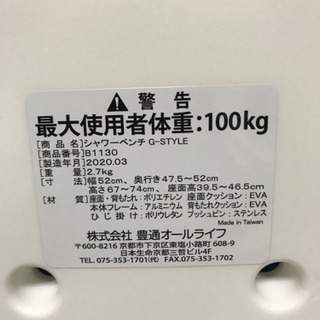 ⚠警告
最大使用者体重:100kg
[商品名]シャワーベンチ G-STYLE
[商品番号]B1130
[製造年月]2020.03
[重量]2.7kg
[寸法]幅52cm、奥行き47.5〜52cm
高さ67〜74cm、座面高39.5〜46.5cm
[材質]座面・背もたれ:ポリエチレン 座面クッション:EVA
本体フレーム:アルミニウム 背もたれクッション:EVA
ひじ掛け:ポリウレタン プッシュピン:ステンレス
Made in Taiwan
株式会社 豊通オールライフ
〒600-8216 京都市下京区東塩小路町 608-9
日本生命京都三哲ビル4F
TEL. 075-353-1701(代) FAX. 075-353-1702